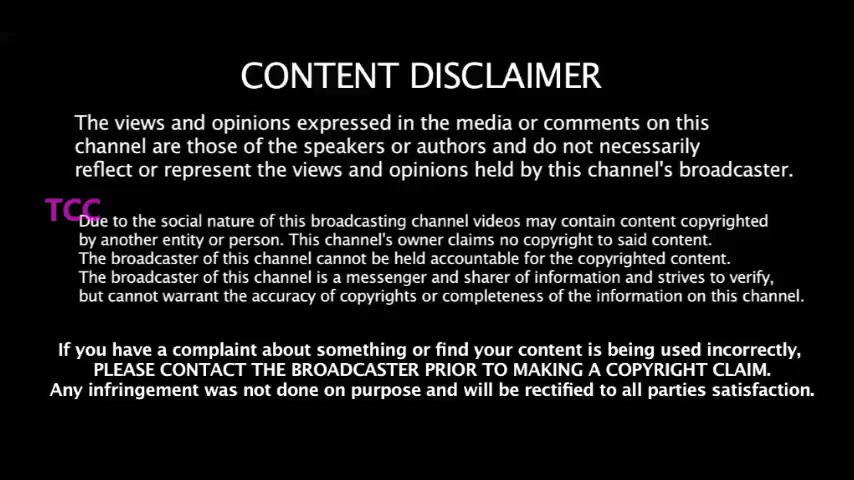 CONTENT DISCLAIMER
The views and opinions expressed in the media or comments on this
channel are those of the speakers or authors and do not necessarily
reflect or represent the views and opinions held by this channel's broadcaster.
TCC
Due to the social nature of this broadcasting channel videos may contain content copyrighted
by another entity or person. This channel's owner claims no copyright to said content.
The broadcaster of this channel cannot be held accountable for the copyrighted content.
The broadcaster of this channel is a messenger and sharer of information and strives to verify,
but cannot warrant the accuracy of copyrights or completeness of the information on this channel.
If you have a complaint about something or find your content is being used incorrectly,
PLEASE CONTACT THE BROADCASTER PRIOR TO MAKING A COPYRIGHT CLAIM.
Any infringement was not done on purpose and will be rectified to all parties satisfaction.